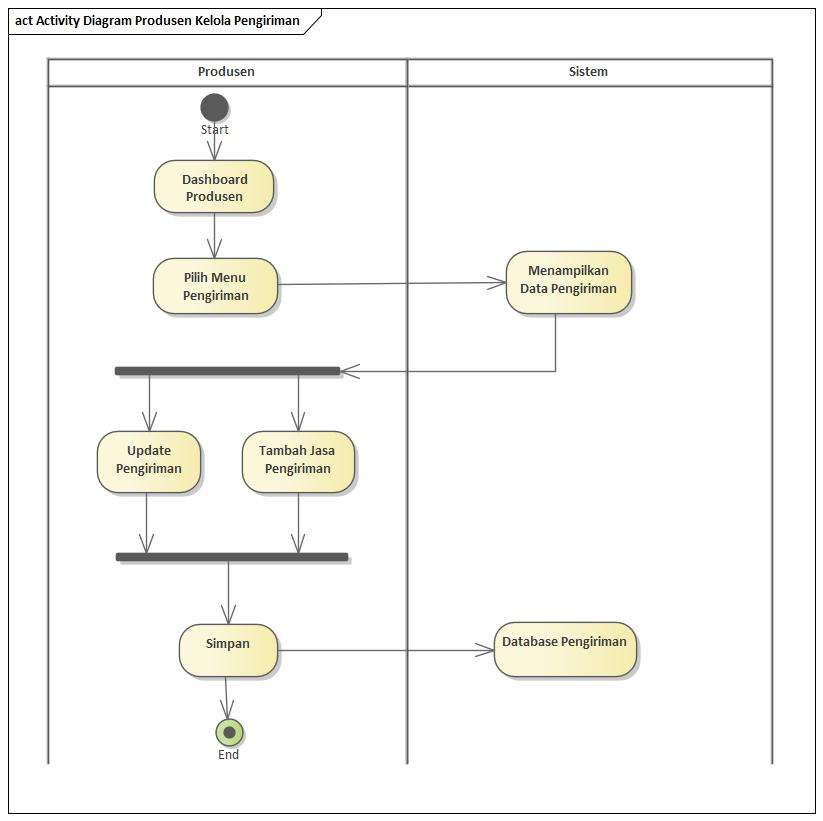 act Activity Diagram Produsen Kelola Pengiriman
Produsen
Sistem
Start
Dashboard
Produsen
Pilih Menu
Pengiriman
Menampilkan
Data Pengiriman
Update
Pengiriman
Tambah Jasa
Pengiriman
Simpan
Database Pengiriman
End